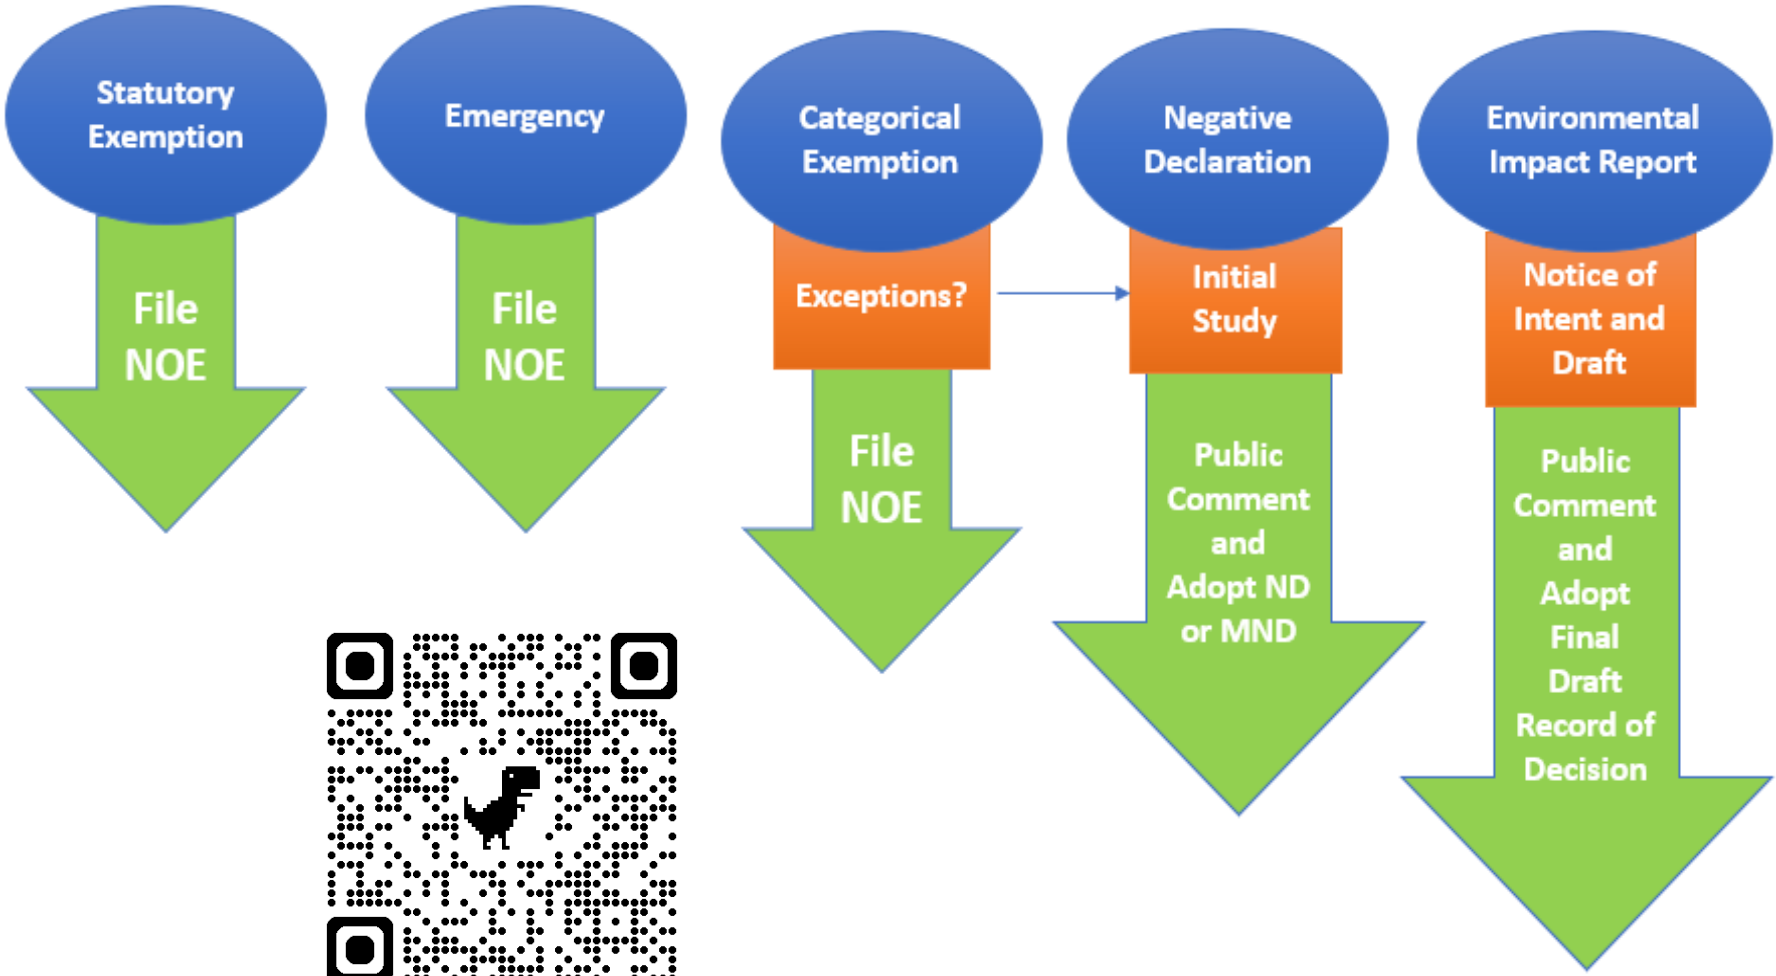 Statutory
Exemption
File
NOE
Emergency
File
NOE
Categorical
Exemption
Exceptions?
File
NOE
Negative
Declaration
Initial
Study
Public
Comment
and
Adopt ND
or MND
Environmental
Impact Report
Notice of
Intent and
Draft
Public
Comment
and
Adopt
Final
Draft
Record of
Decision